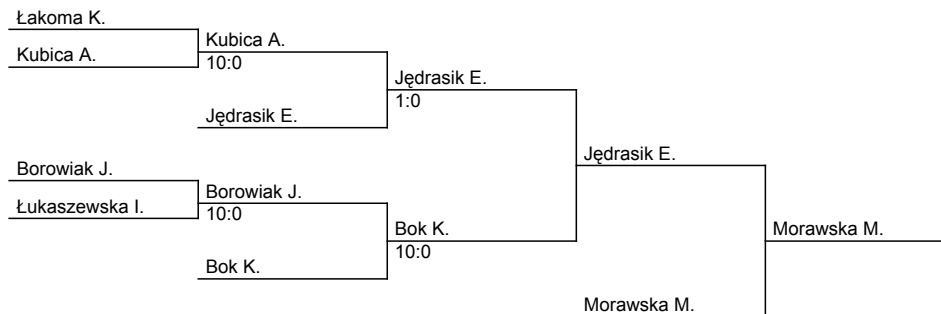 Łakoma K.
Kubica A.
Kubica A.
10:0
Jędrasik E.
Jędrasik E.
1:0
Borowiak J.
Łukaszewska I.
Borowiak J.
10:0
Bok K.
Bok K.
10:0
Jędrasik E.
Morawska M.
Morawska M.